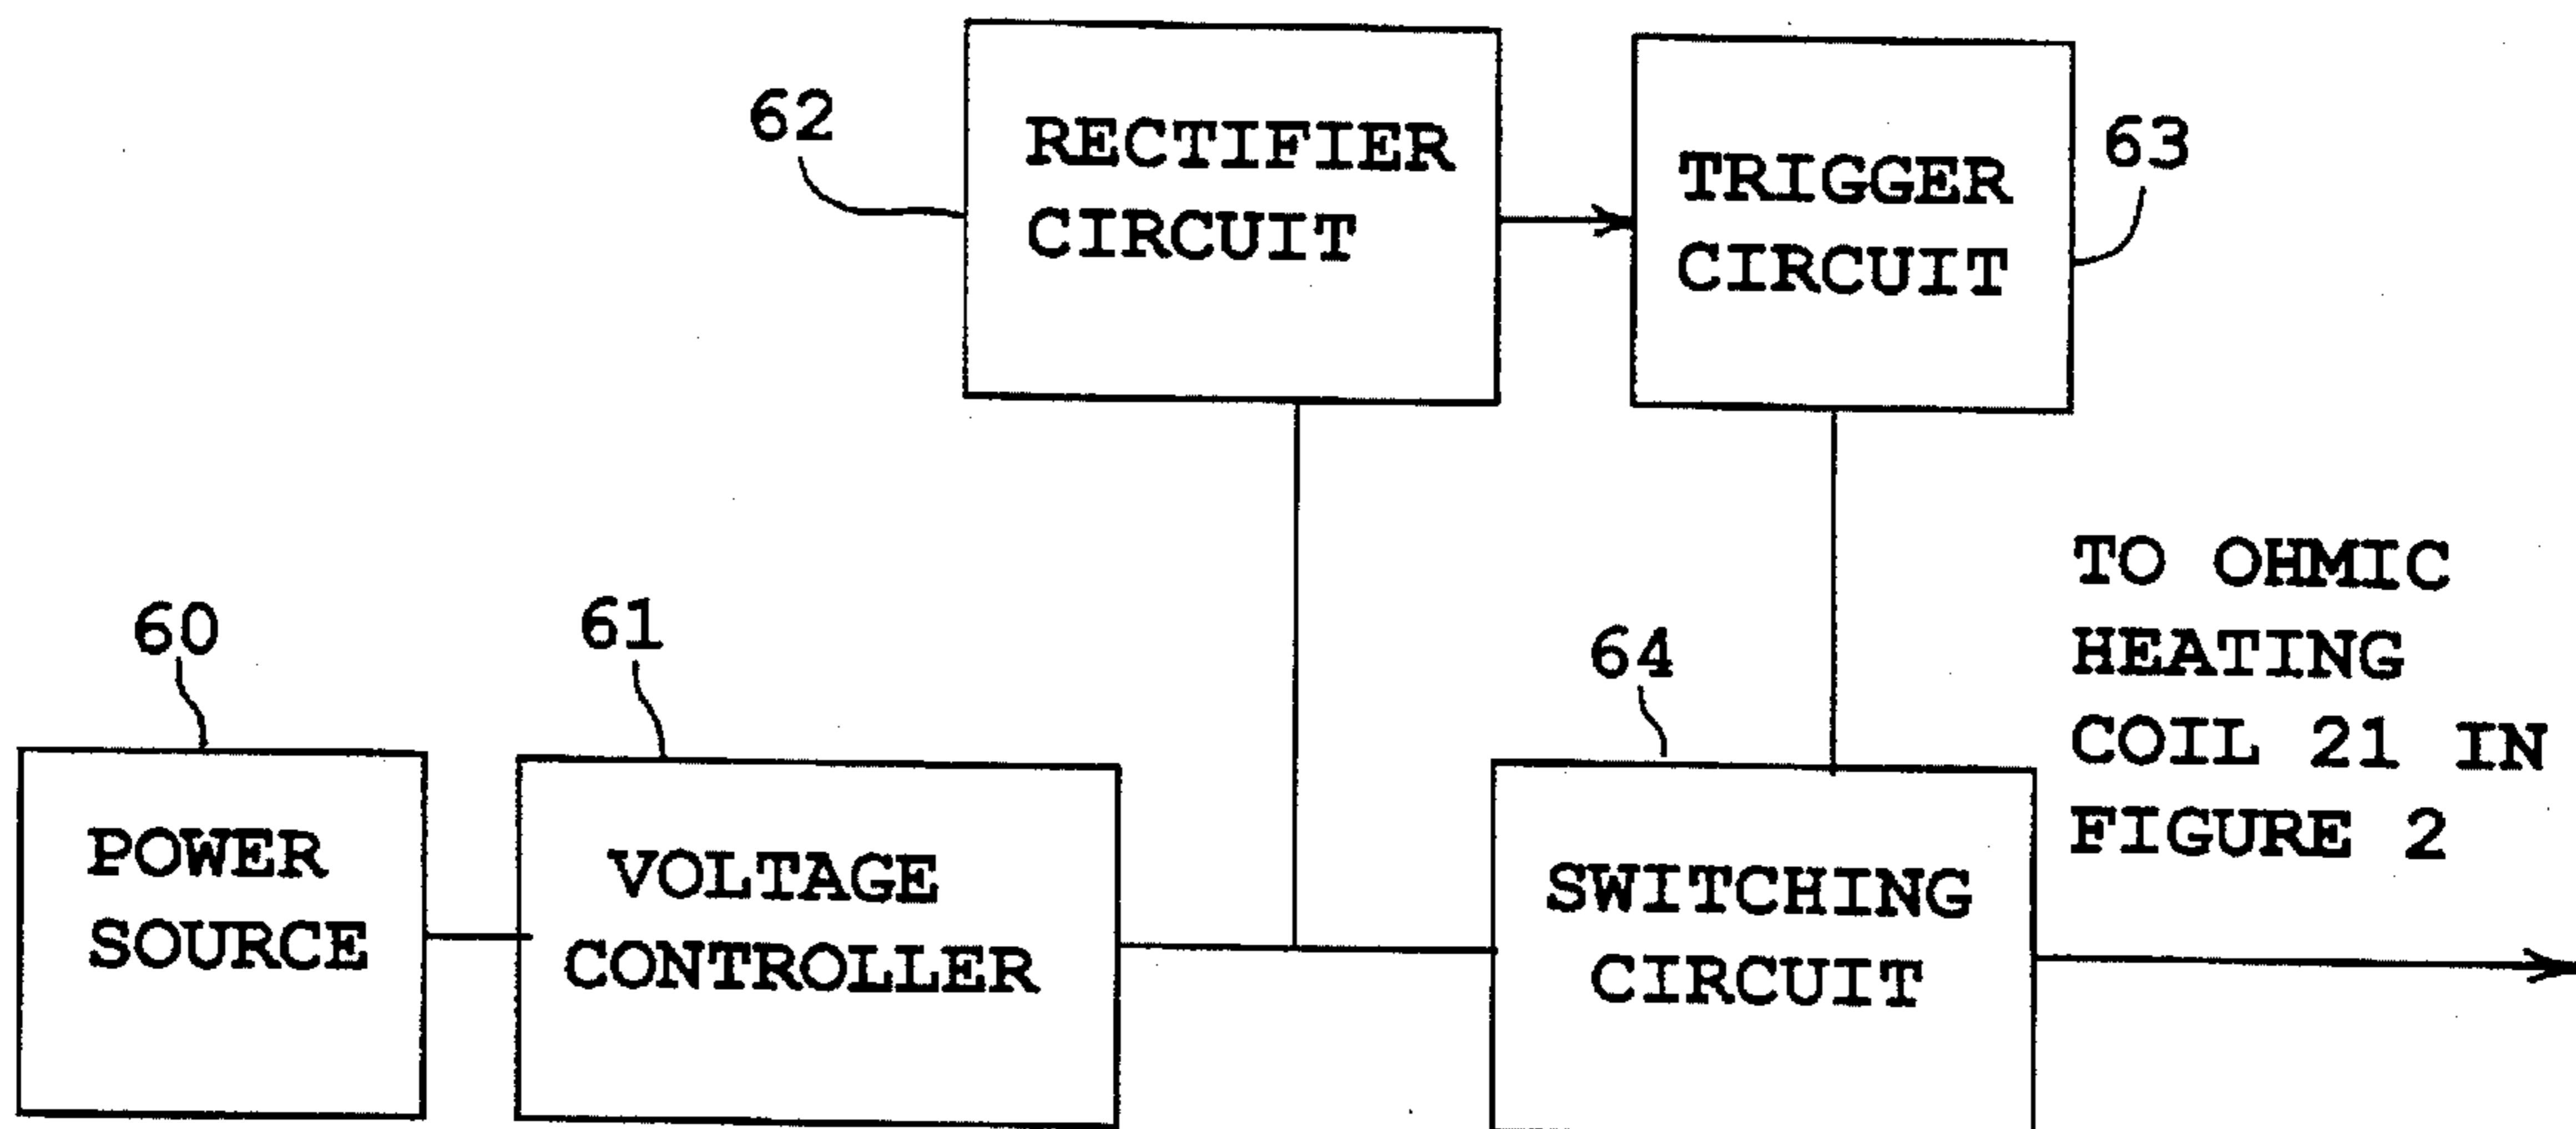 62
RECTIFIER
CIRCUIT
TRIGGER
CIRCUIT
63
60
POWER
SOURCE
61
VOLTAGE
CONTROLLER
64
SWITCHING
CIRCUIT
TO OHMIC
HEATING
COIL 21 IN
FIGURE 2